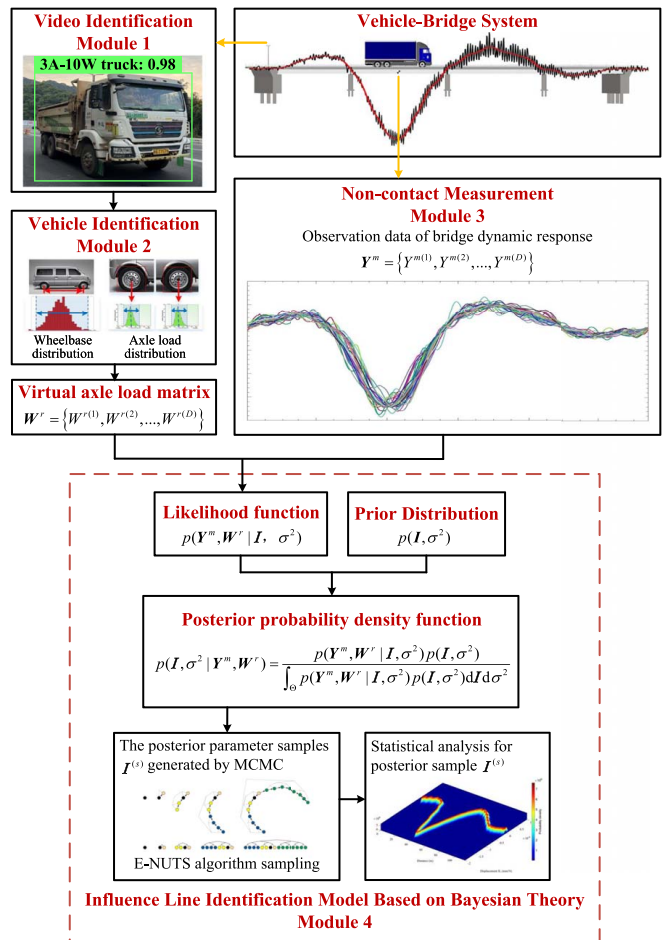 Video Identification
Module 1
3A-10W truck: 0.98
Vehicle-Bridge System
Vehicle Identification
Module 2
Wheelbase
distribution
Axle load
distribution
Virtual axle load matrix
W^r = {W^{r(1)}, W^{r(2)}, ..., W^{r(D)}}
Non-contact Measurement
Module 3
Observation data of bridge dynamic response
Y^m = {Y^{m(1)}, Y^{m(2)}, ..., Y^{m(D)}}
Likelihood function
p(Y^m, W^r | I, σ^2)
Prior Distribution
p(I, σ^2)
Posterior probability density function
p(I, σ^2 | Y^m, W^r) = p(Y^m, W^r | I, σ^2) p(I, σ^2) / ∫_Θ p(Y^m, W^r | I, σ^2) p(I, σ^2) dI dσ^2
The posterior parameter samples
I^{(s)} generated by MCMC
E-NUTS algorithm sampling
Statistical analysis for
posterior sample I^{(s)}
Influence Line Identification Model Based on Bayesian Theory
Module 4